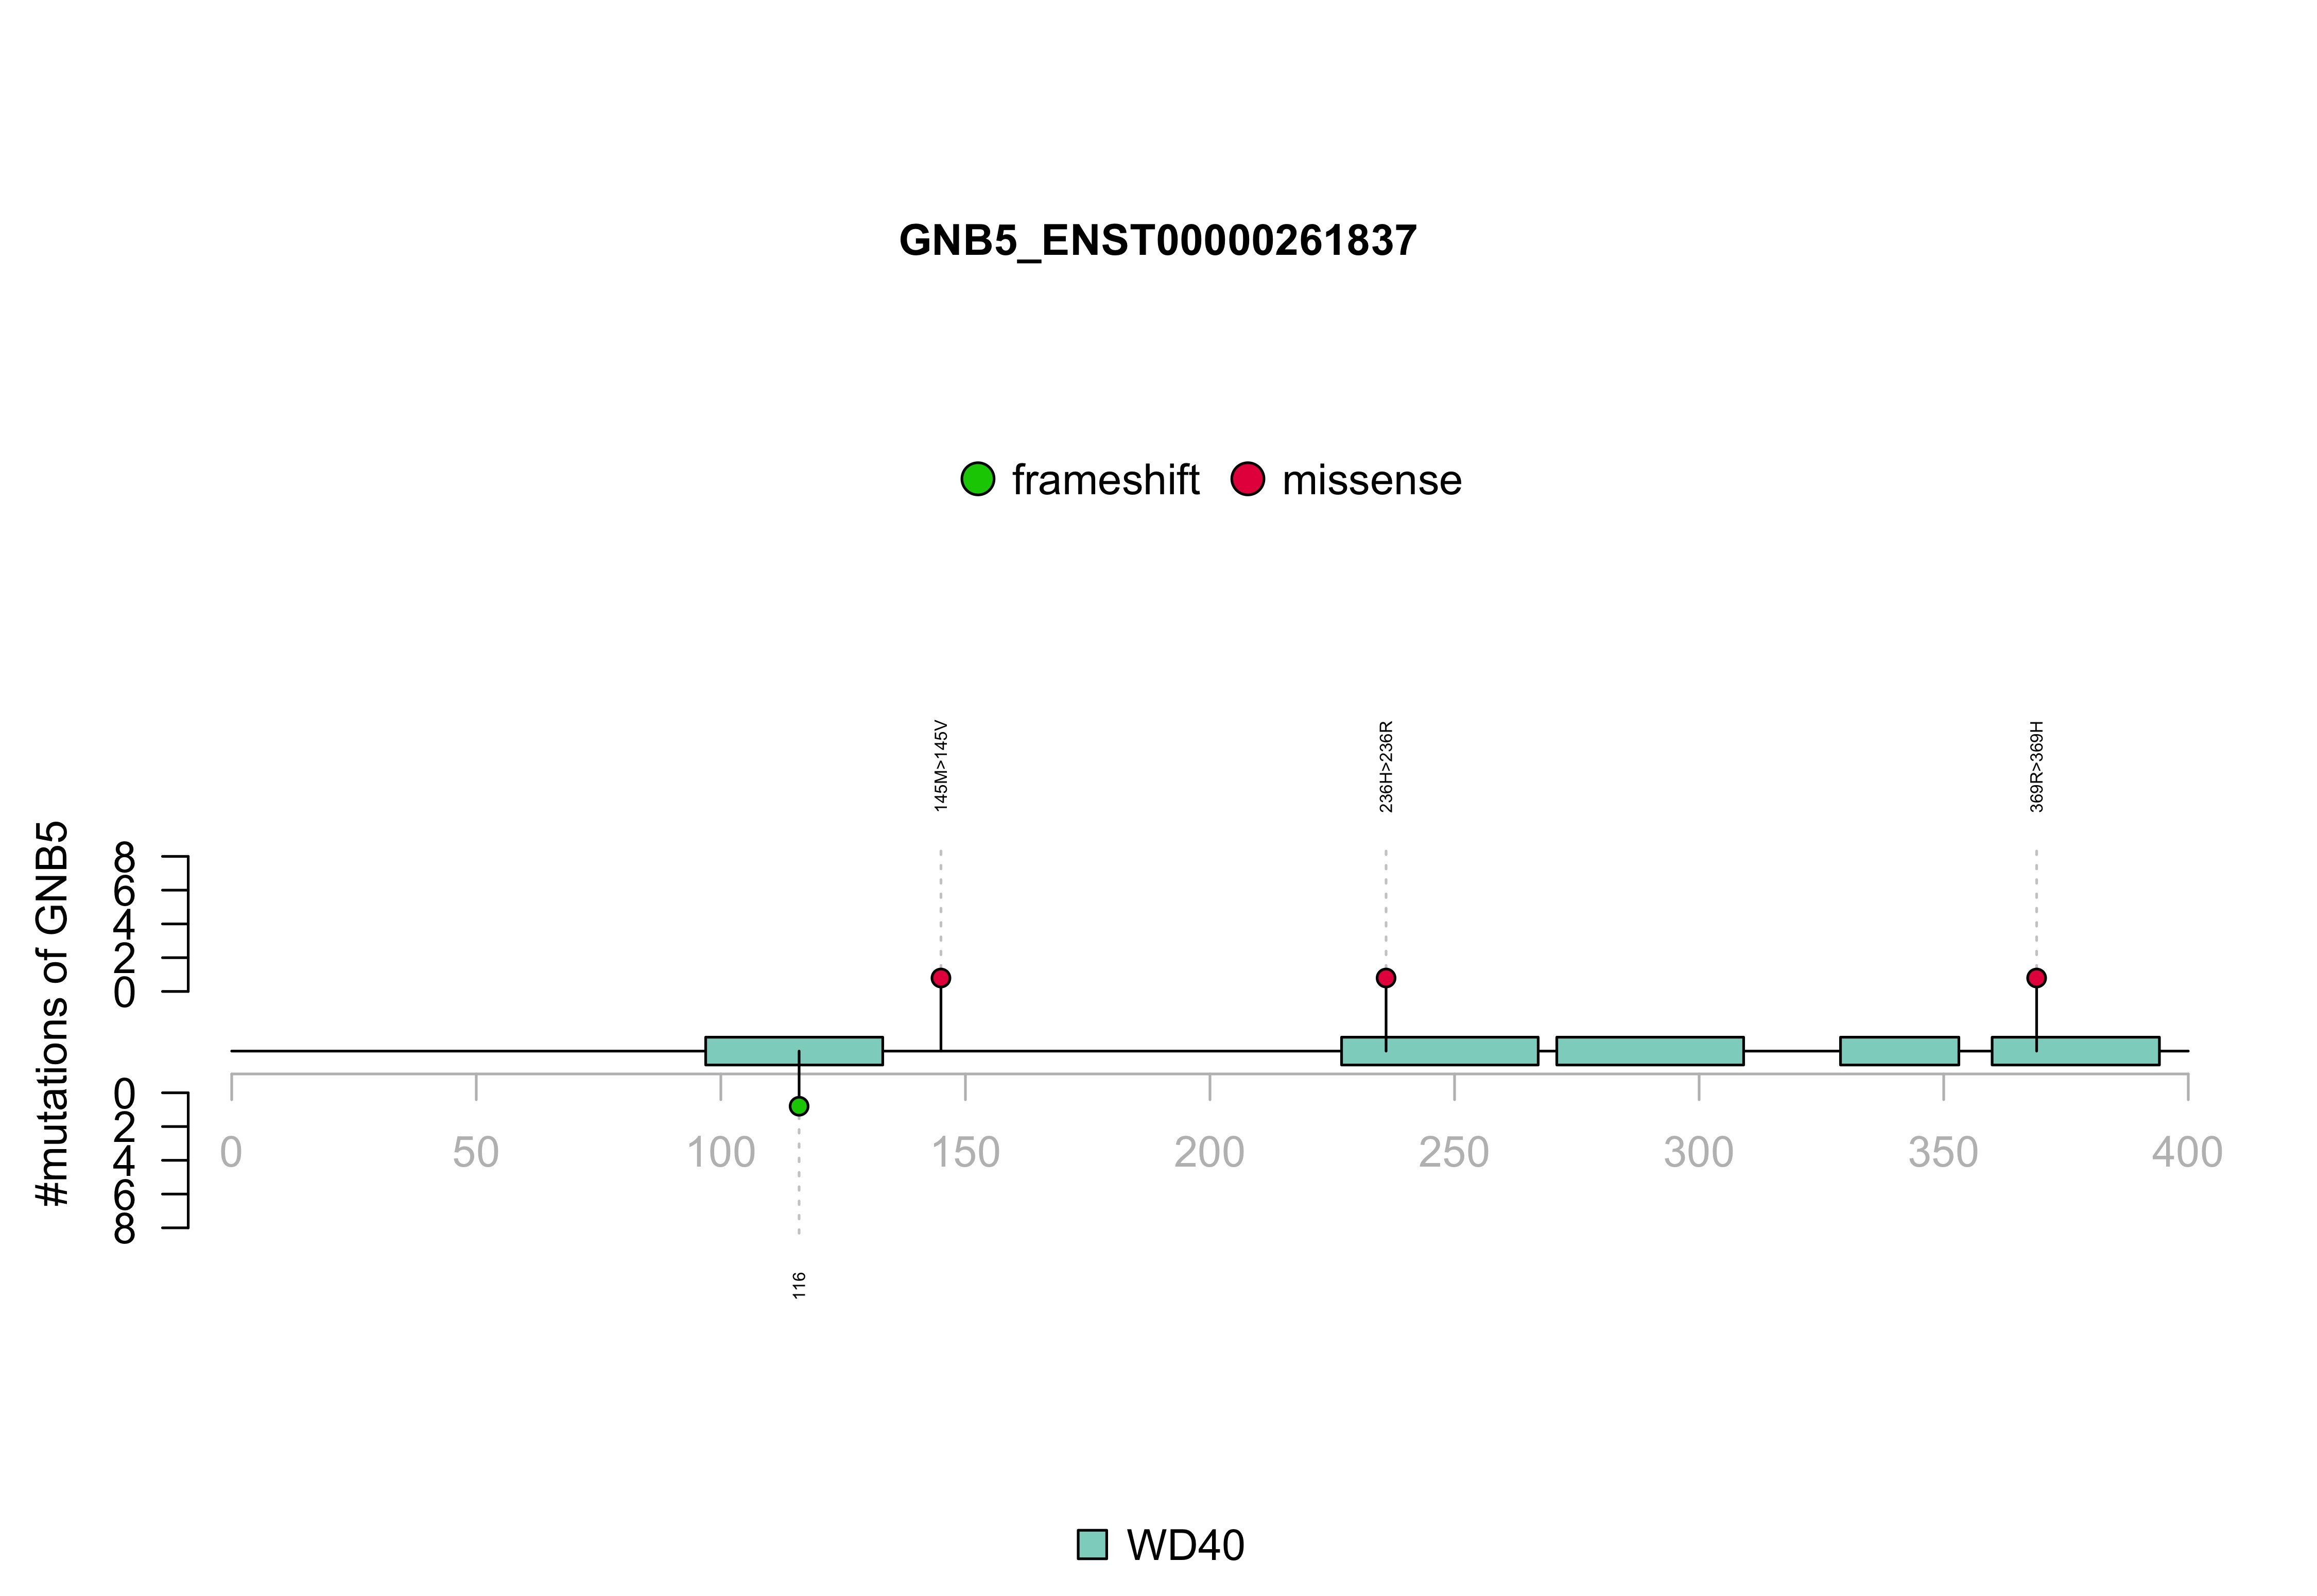 GNB5_ENST00000261837
frameshift missense
145M>145V 236H>236R 369R>369H
#mutations of GNB5
8
6
4
2
0
0
2
4
6
8
0 50 100 150 200 250 300 350 400
116
WD40